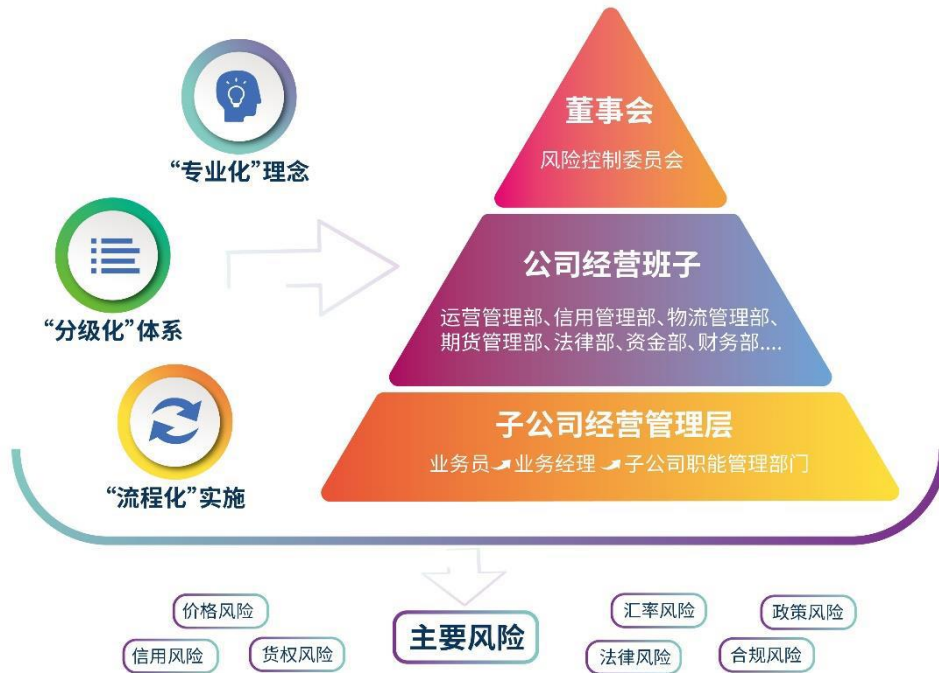 “专业化”理念
“分级化”体系
“流程化”实施
董事会
风险控制委员会
公司经营班子
运营管理部、信用管理部、物流管理部、
期货管理部、法律部、资金部、财务部....
子公司经营管理层
业务员➚业务经理➚子公司职能管理部门
主要风险
价格风险
信用风险
货权风险
汇率风险
政策风险
法律风险
合规风险